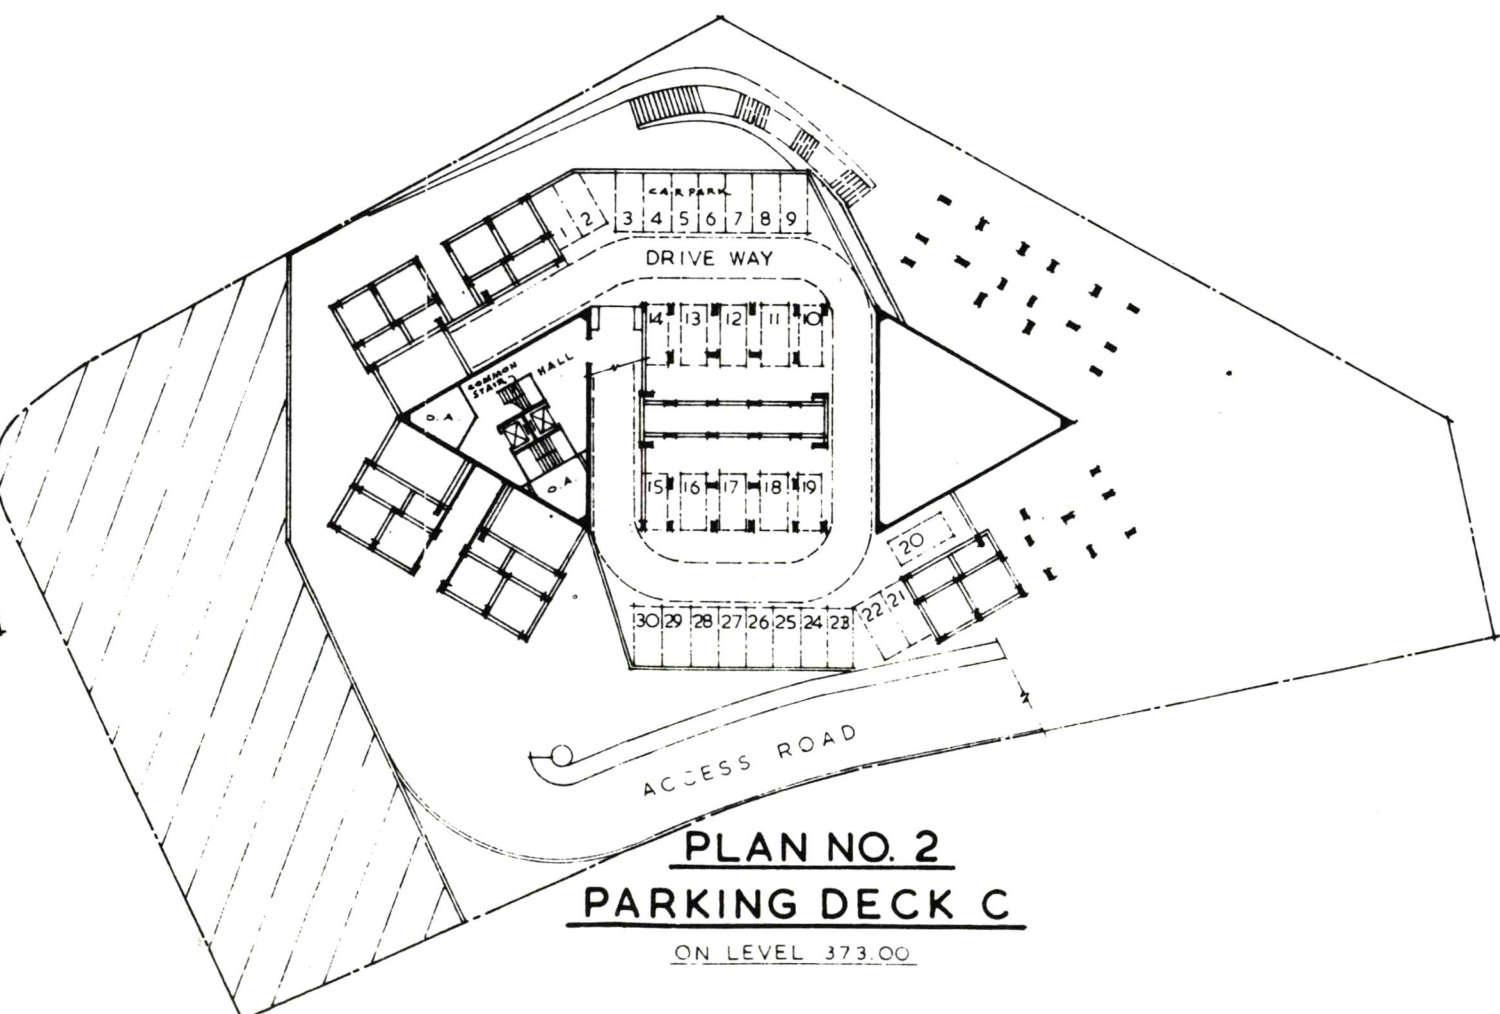 CAR PARK
1 2 3 4 5 6 7 8 9
DRIVE WAY
14 13 12 11 10
COMMON
STAIR
HALL
O.A.
O.A.
15 16 17 18 19
20
30 29 28 27 26 25 24 23 22 21
ACCESS ROAD
PLAN NO. 2
PARKING DECK C
ON LEVEL 373.00